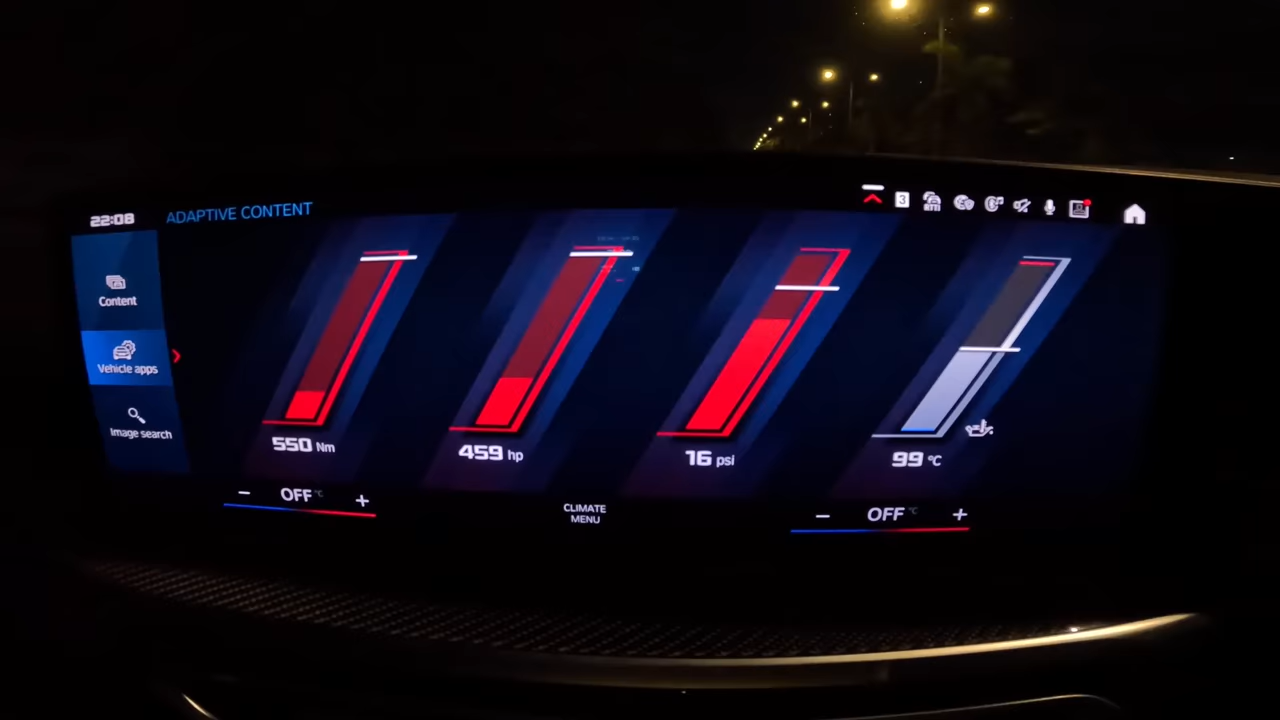 22:08
ADAPTIVE CONTENT
3
Content
Vehicle apps
Image search
550 Nm
459 hp
16 psi
99 °C
− OFF °C +
CLIMATE
MENU
− OFF °C +